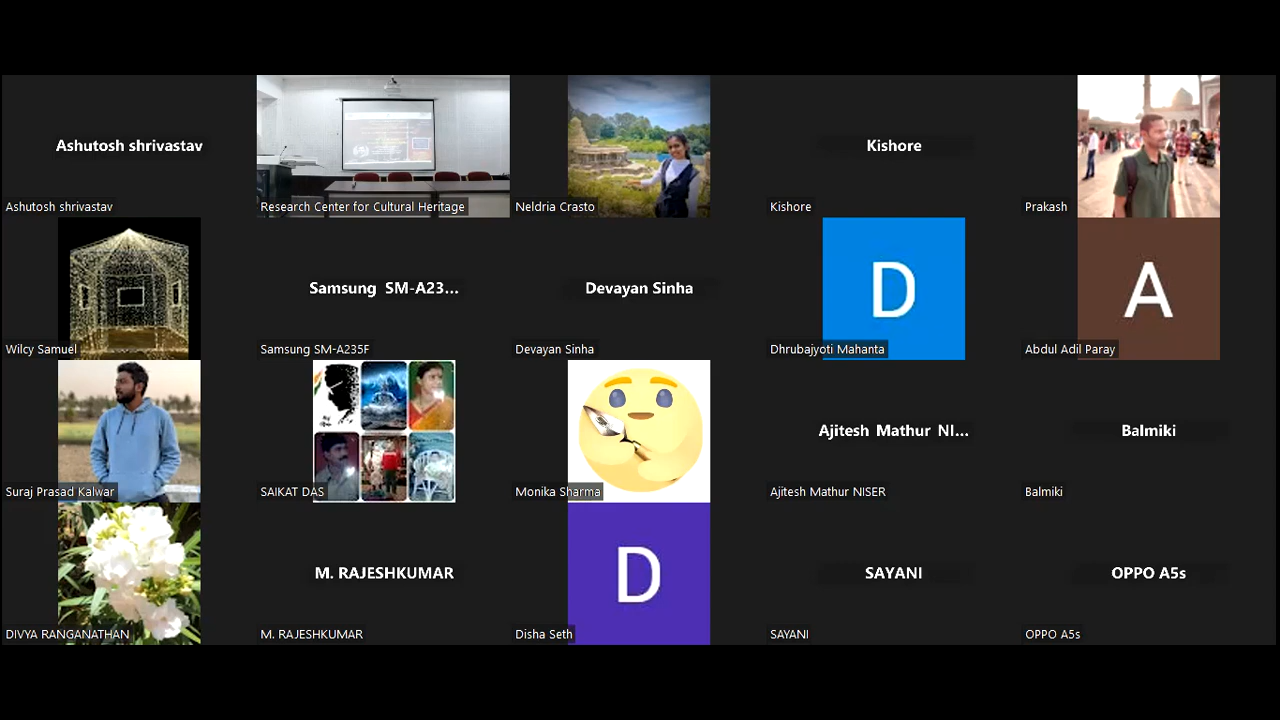 Ashutosh shrivastav
Kishore
Ashutosh shrivastav
Research Center for Cultural Heritage
Neldria Crasto
Kishore
Prakash
Samsung SM-A23...
Devayan Sinha
D
A
Wilcy Samuel
Samsung SM-A235F
Devayan Sinha
Dhrubajyoti Mahanta
Abdul Adil Paray
Ajitesh Mathur NI...
Balmiki
Suraj Prasad Kalwar
SAIKAT DAS
Monika Sharma
Ajitesh Mathur NISER
Balmiki
M. RAJESHKUMAR
D
SAYANI
OPPO A5s
DIVYA RANGANATHAN
M. RAJESHKUMAR
Disha Seth
SAYANI
OPPO A5s